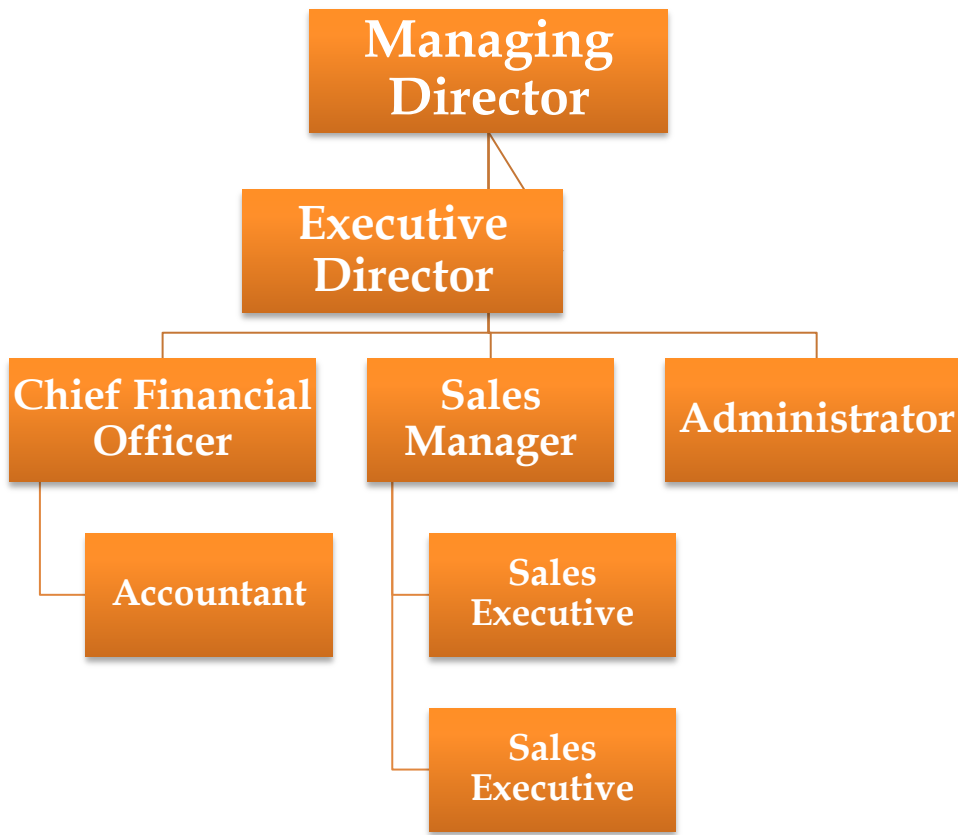 Managing
Director
Executive
Director
Chief Financial
Officer
Sales
Manager
Administrator
Accountant
Sales
Executive
Sales
Executive